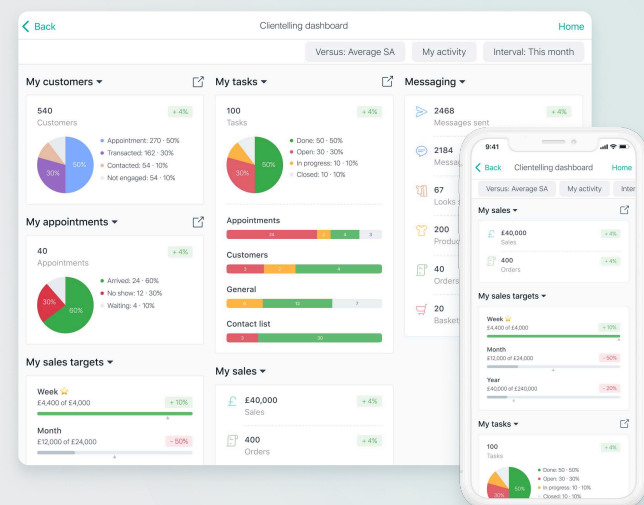 Back
Clientelling dashboard
Home
Versus: Average SA
My activity
Interval: This month
My customers
540
+ 4%
Customers
50%
30%
Appointment: 270 - 50%
Transacted: 162 - 30%
Contacted: 54 - 10%
Not engaged: 54 - 10%
My appointments
40
+ 4%
Appointments
30%
60%
Arrived: 24 - 60%
No show: 12 - 30%
Waiting: 4 - 10%
My sales targets
Week
£4,400 of £4,000
+ 10%
Month
£12,000 of £24,000
- 50%
My tasks
100
+ 4%
Tasks
50%
30%
Done: 50 - 50%
Open: 30 - 30%
In progress: 10 - 10%
Closed: 10 - 10%
Appointments
Customers
General
Contact list
My sales
£40,000
+ 4%
Sales
400
+ 4%
Orders
Messaging
2468
+ 4%
Messages sent
2184
67
Looks
200
40
Orders
20
9:41
Back
Clientelling dashboard
Home
Versus: Average SA
My activity
Inter
My sales
£40,000
+ 4%
Sales
400
+ 4%
Orders
My sales targets
Week
£4,400 of £4,000
+ 10%
Month
£12,000 of £24,000
- 50%
Year
£40,000 of £240,000
- 20%
My tasks
100
+ 4%
Tasks
50%
30%
Done: 50 - 50%
Open: 30 - 30%
In progress: 10 - 10%
Closed: 10 - 10%